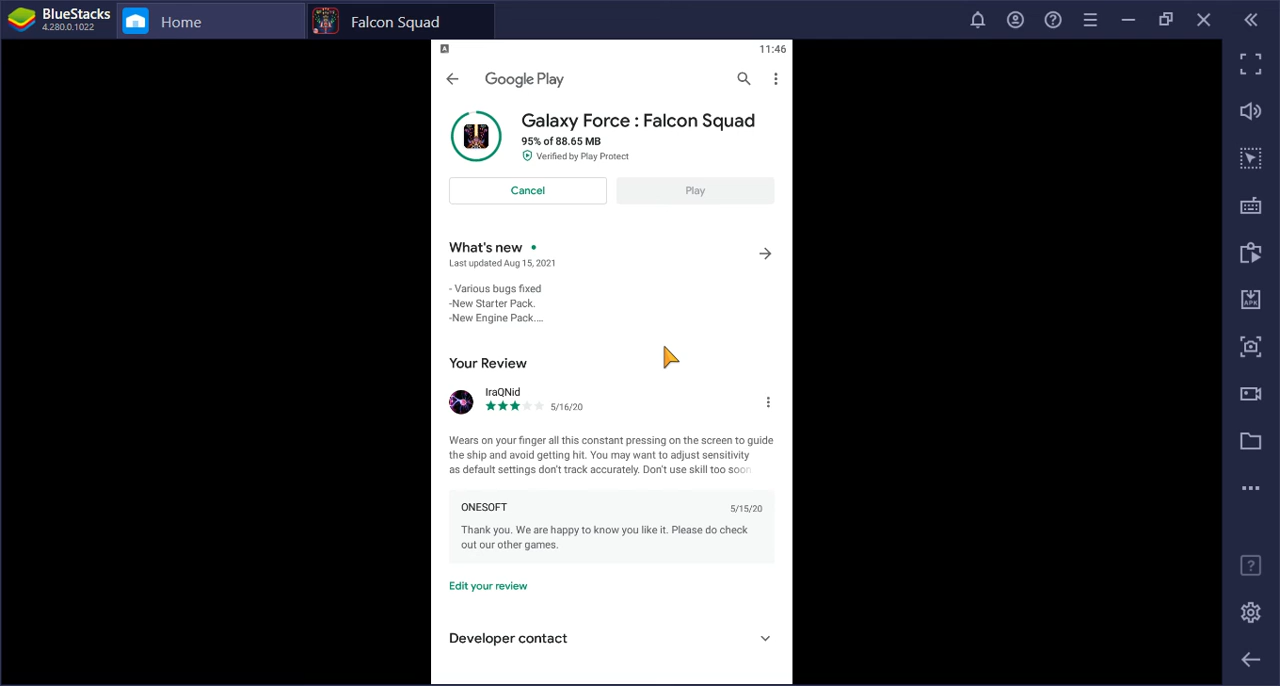 BlueStacks
4.280.0.1022
Home
Falcon Squad
A
11:46
Google Play
Galaxy Force : Falcon Squad
95% of 88.65 MB
Verified by Play Protect
Cancel
Play
What's new
Last updated Aug 15, 2021
- Various bugs fixed
-New Starter Pack.
-New Engine Pack....
Your Review
IraQNid
5/16/20
Wears on your finger all this constant pressing on the screen to guide
the ship and avoid getting hit. You may want to adjust sensitivity
as default settings don't track accurately. Don't use skill too soon
ONESOFT
5/15/20
Thank you. We are happy to know you like it. Please do check
out our other games.
Edit your review
Developer contact
APK